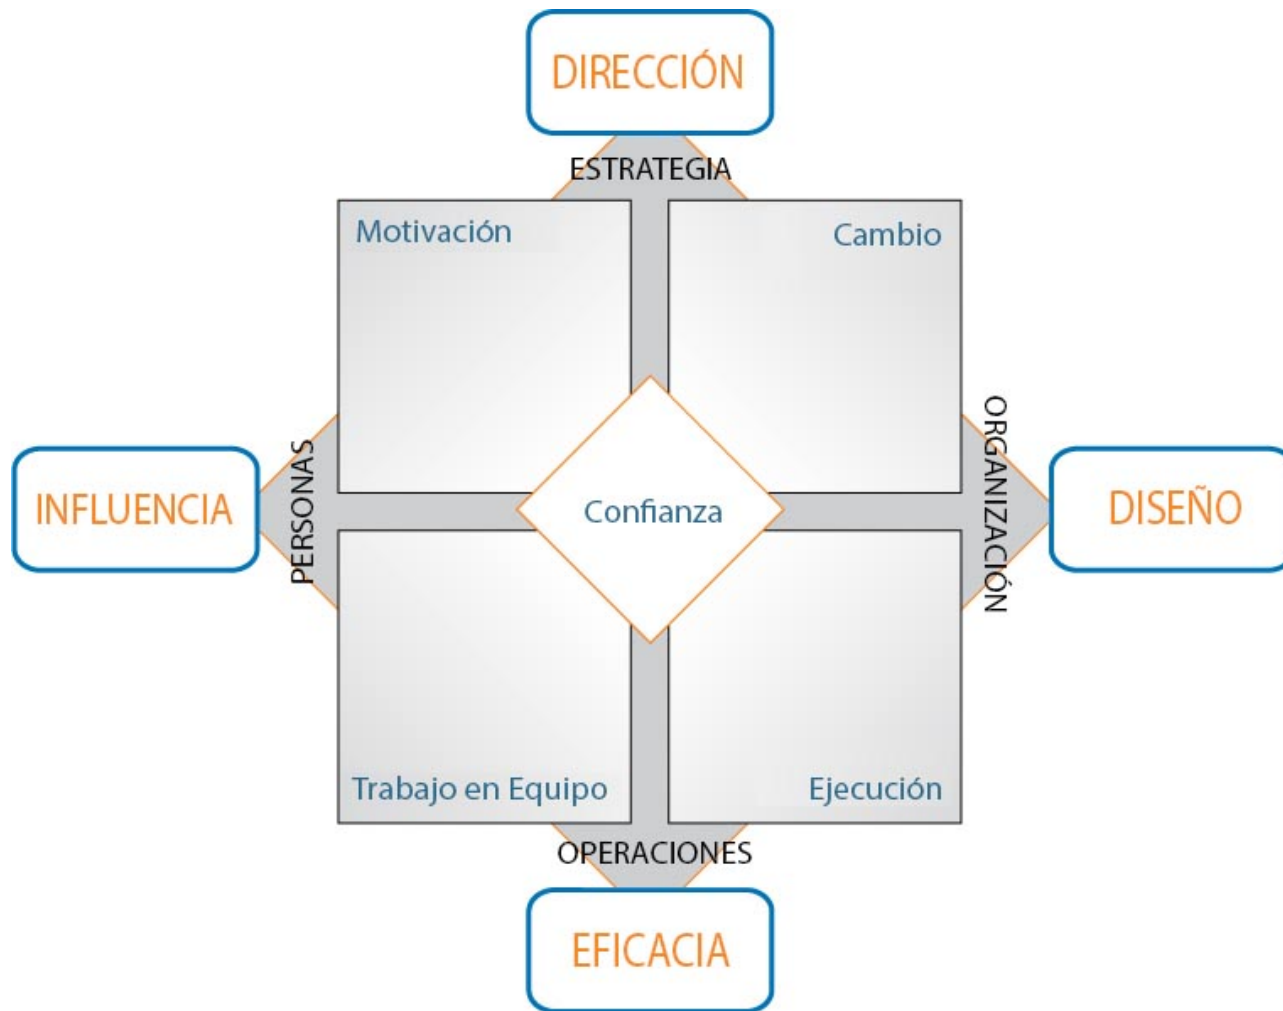 DIRECCIÓN
ESTRATEGIA
Motivación
Cambio
INFLUENCIA
PERSONAS
Confianza
ORGANIZACIÓN
DISEÑO
Trabajo en Equipo
Ejecución
OPERACIONES
EFICACIA